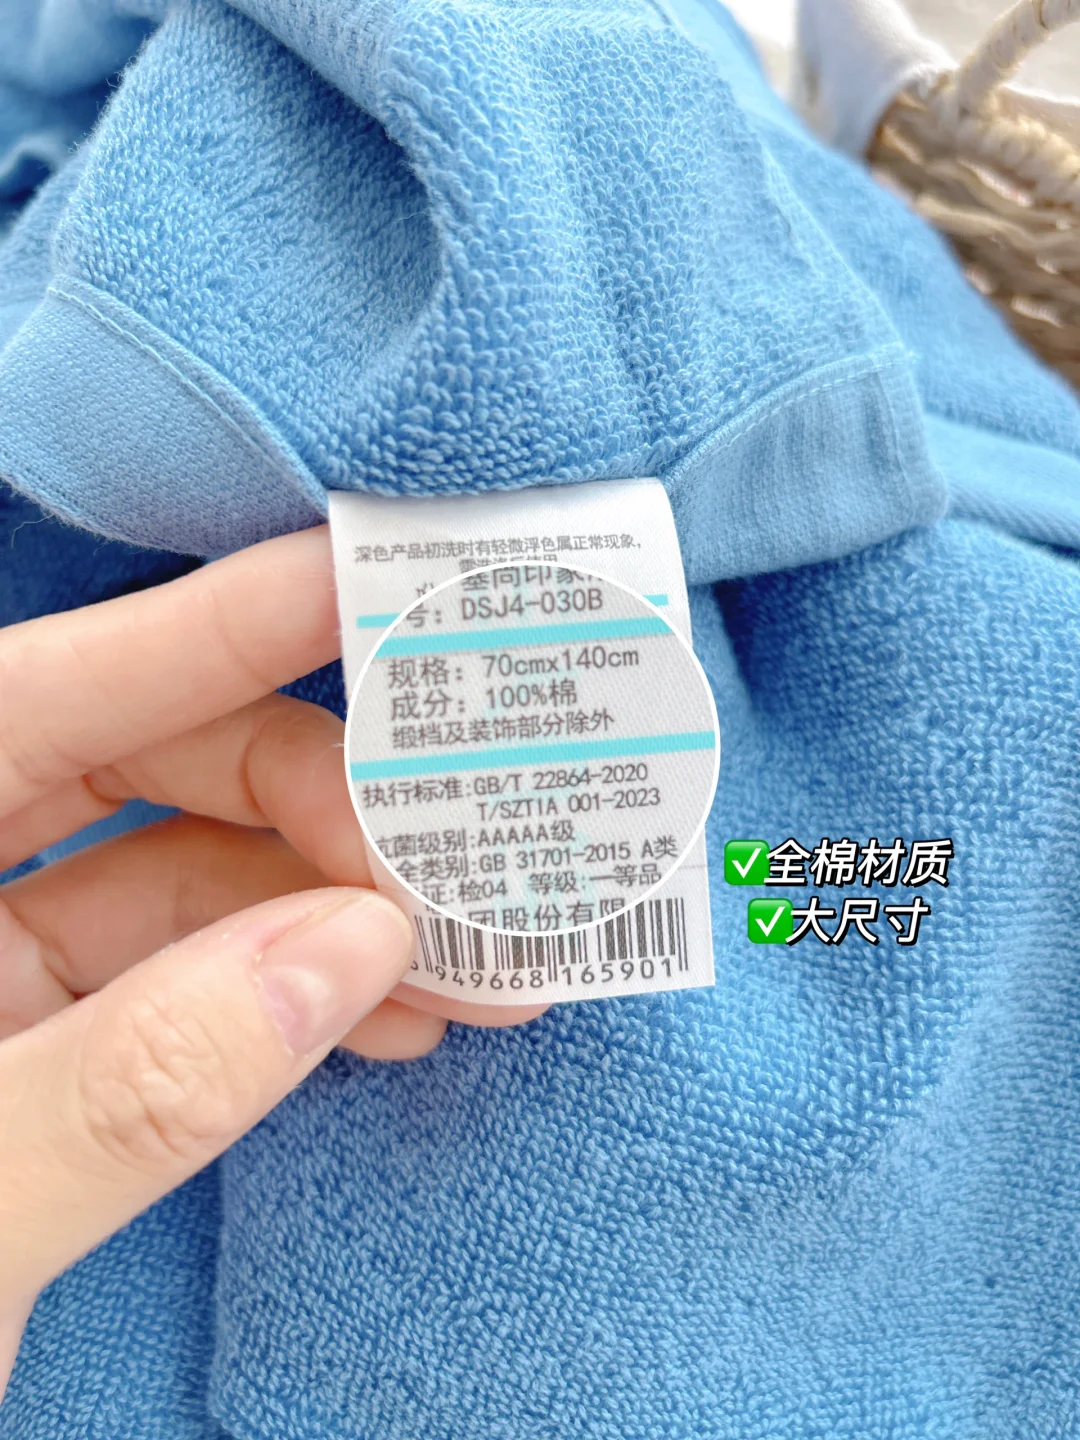 深色产品初洗时有轻微浮色属正常现象，
号: DSJ4-030B
规格: 70cmx140cm
成分: 100%棉
缎档及装饰部分除外
执行标准:GB/T 22864-2020
T/SZTIA 001-2023
抗菌级别:AAAAA级
全类别:GB 31701-2015 A类
证:检04 等级:一等品
团股份有限
949668 165901
✅全棉材质
✅大尺寸